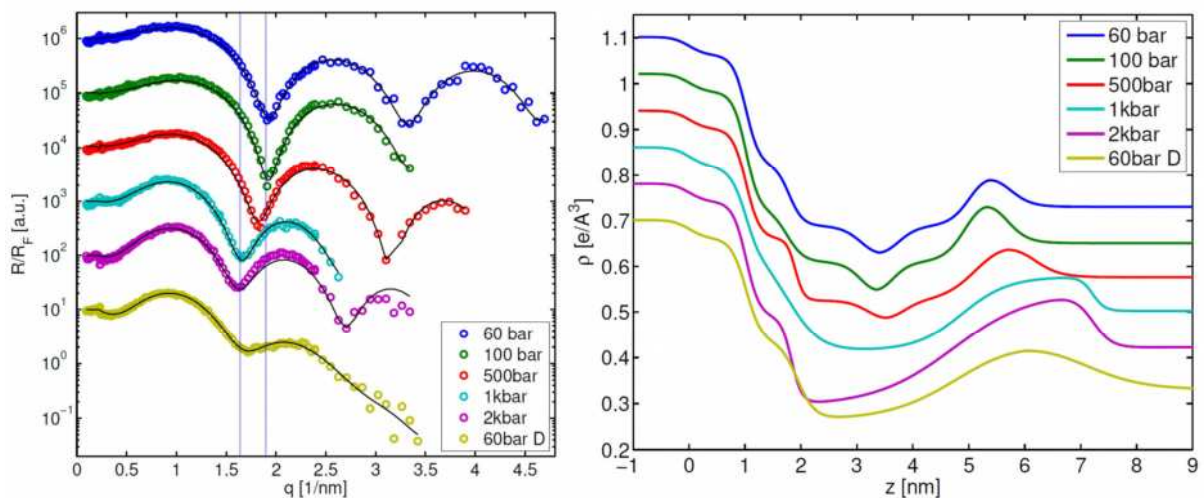 10^6
10^5
10^4
10^3
10^2
10^1
10^0
10^-1
R/R_F [a.u.]
0 0.5 1 1.5 2 2.5 3 3.5 4 4.5
q [1/nm]
60 bar
100 bar
500bar
1kbar
2kbar
60bar D
1.1
1
0.9
0.8
0.7
0.6
0.5
0.4
0.3
0.2
ρ [e/A^3]
−1 0 1 2 3 4 5 6 7 8 9
z [nm]
60 bar
100 bar
500bar
1kbar
2kbar
60bar D